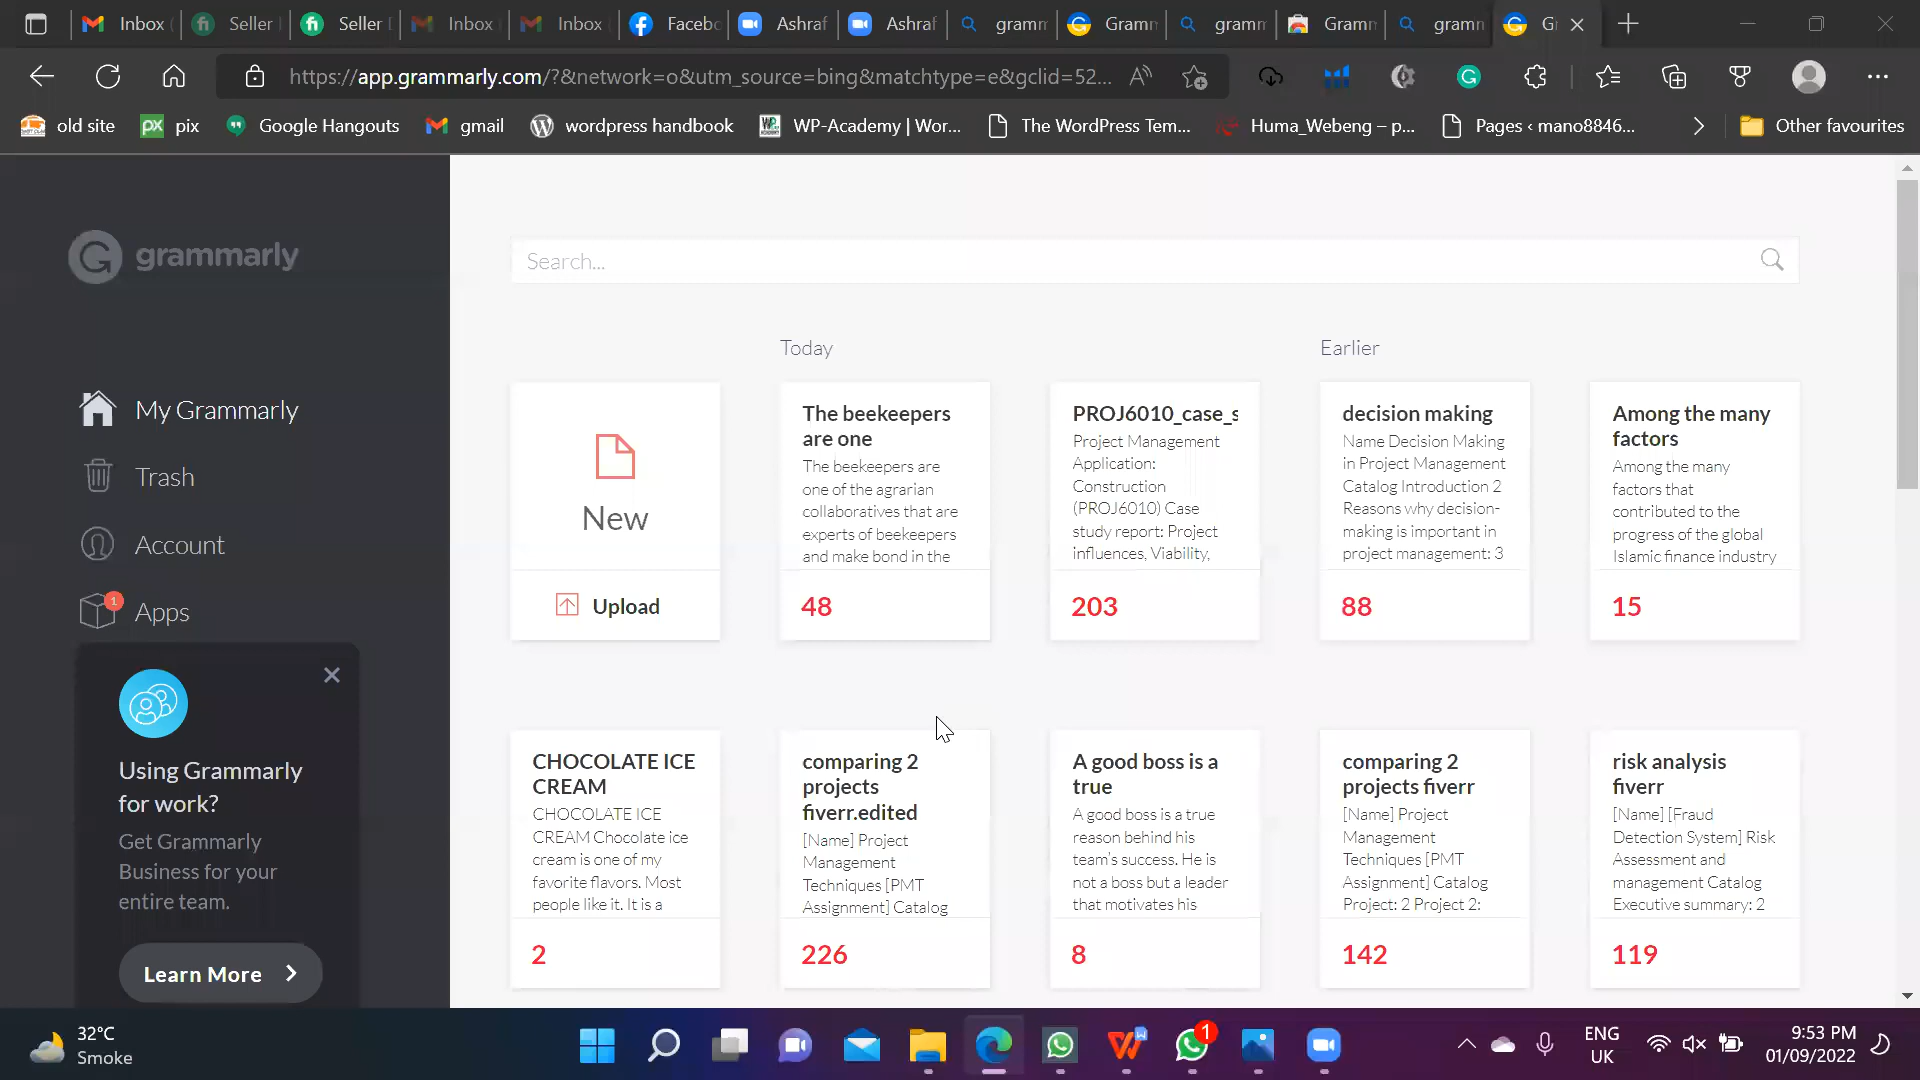 Inbox
Seller
Seller
Inbox
Inbox
Facebo
Ashraf
Ashraf
gramm
Gramm
gramm
Gramm
gramm
G
https://app.grammarly.com/?&network=o&utm_source=bing&matchtype=e&gclid=52...
old site
pix
Google Hangouts
gmail
wordpress handbook
WP-Academy | Wor...
The WordPress Tem...
Huma_Webeng – p...
Pages ‹ mano8846...
Other favourites
grammarly
Search...
Today
Earlier
My Grammarly
Trash
Account
1
Apps
Using Grammarly
for work?
Get Grammarly
Business for your
entire team.
Learn More
New
Upload
The beekeepers
are one
The beekeepers are
one of the agrarian
collaboratives that are
experts of beekeepers
and make bond in the
48
PROJ6010_case_s
Project Management
Application:
Construction
(PROJ6010) Case
study report: Project
influences, Viability,
203
decision making
Name Decision Making
in Project Management
Catalog Introduction 2
Reasons why decision-
making is important in
project management: 3
88
Among the many
factors
Among the many
factors that
contributed to the
progress of the global
Islamic finance industry
15
CHOCOLATE ICE
CREAM
CHOCOLATE ICE
CREAM Chocolate ice
cream is one of my
favorite flavors. Most
people like it. It is a
2
comparing 2
projects
fiverr.edited
[Name] Project
Management
Techniques [PMT
Assignment] Catalog
226
A good boss is a
true
A good boss is a true
reason behind his
team's success. He is
not a boss but a leader
that motivates his
8
comparing 2
projects fiverr
[Name] Project
Management
Techniques [PMT
Assignment] Catalog
Project: 2 Project 2:
142
risk analysis
fiverr
[Name] [Fraud
Detection System] Risk
Assessment and
management Catalog
Executive summary: 2
119
32°C
Smoke
1
ENG
UK
9:53 PM
01/09/2022